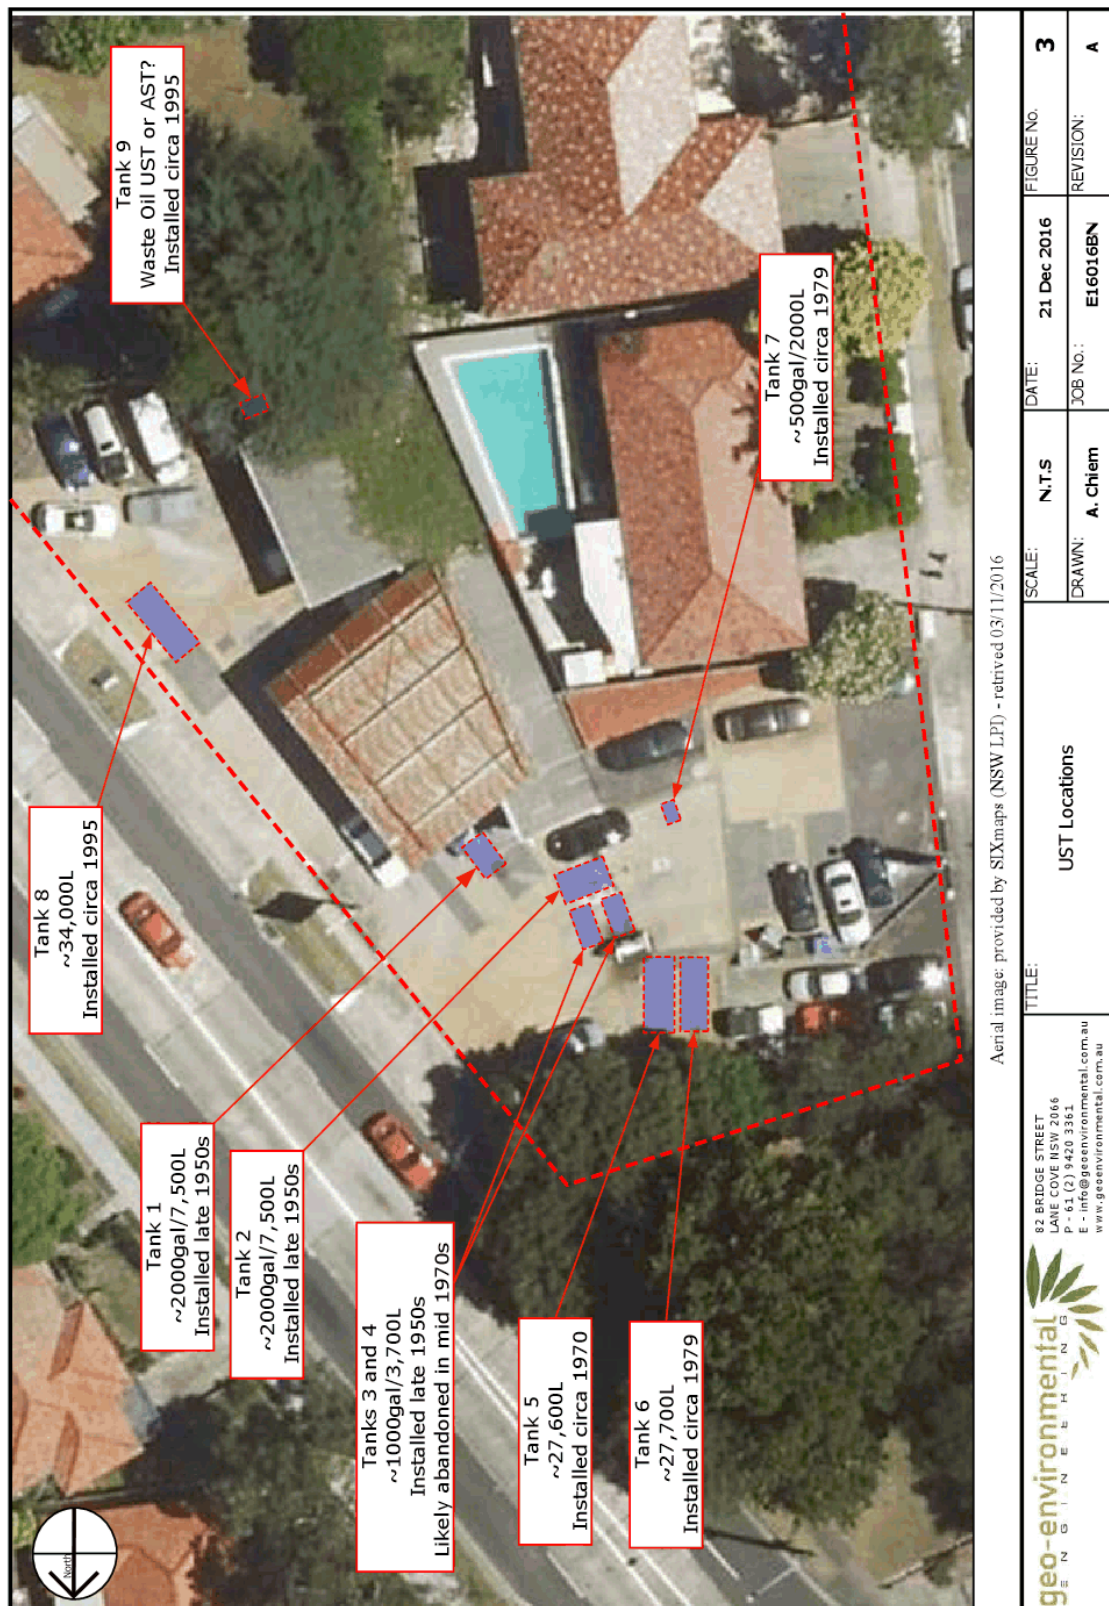 Tank 9
Waste Oil UST or AST?
Installed circa 1995
Tank 8
~34,000L
Installed circa 1995
Tank 7
~500gal/2000L
Installed circa 1979
Tank 1
~2000gal/7,500L
Installed late 1950s
Tank 2
~2000gal/7,500L
Installed late 1950s
Tanks 3 and 4
~1000gal/3,700L
Installed late 1950s
Likely abandoned in mid 1970s
Tank 5
~27,600L
Installed circa 1970
Tank 6
~27,700L
Installed circa 1979
North
Aerial image: provided by SIXmaps (NSW LPI) - retrived 03/11/2016
geo-environmental
ENGINEERING
82 BRIDGE STREET
LANE COVE NSW 2066
P - 61 (2) 9420 3361
E - info@geoenvironmental.com.au
www.geoenvironmental.com.au
TITLE:
UST Locations
SCALE:
N.T.S
DATE:
21 Dec 2016
FIGURE No.
3
DRAWN:
A. Chiem
JOB No.:
E16016BN
REVISION:
A